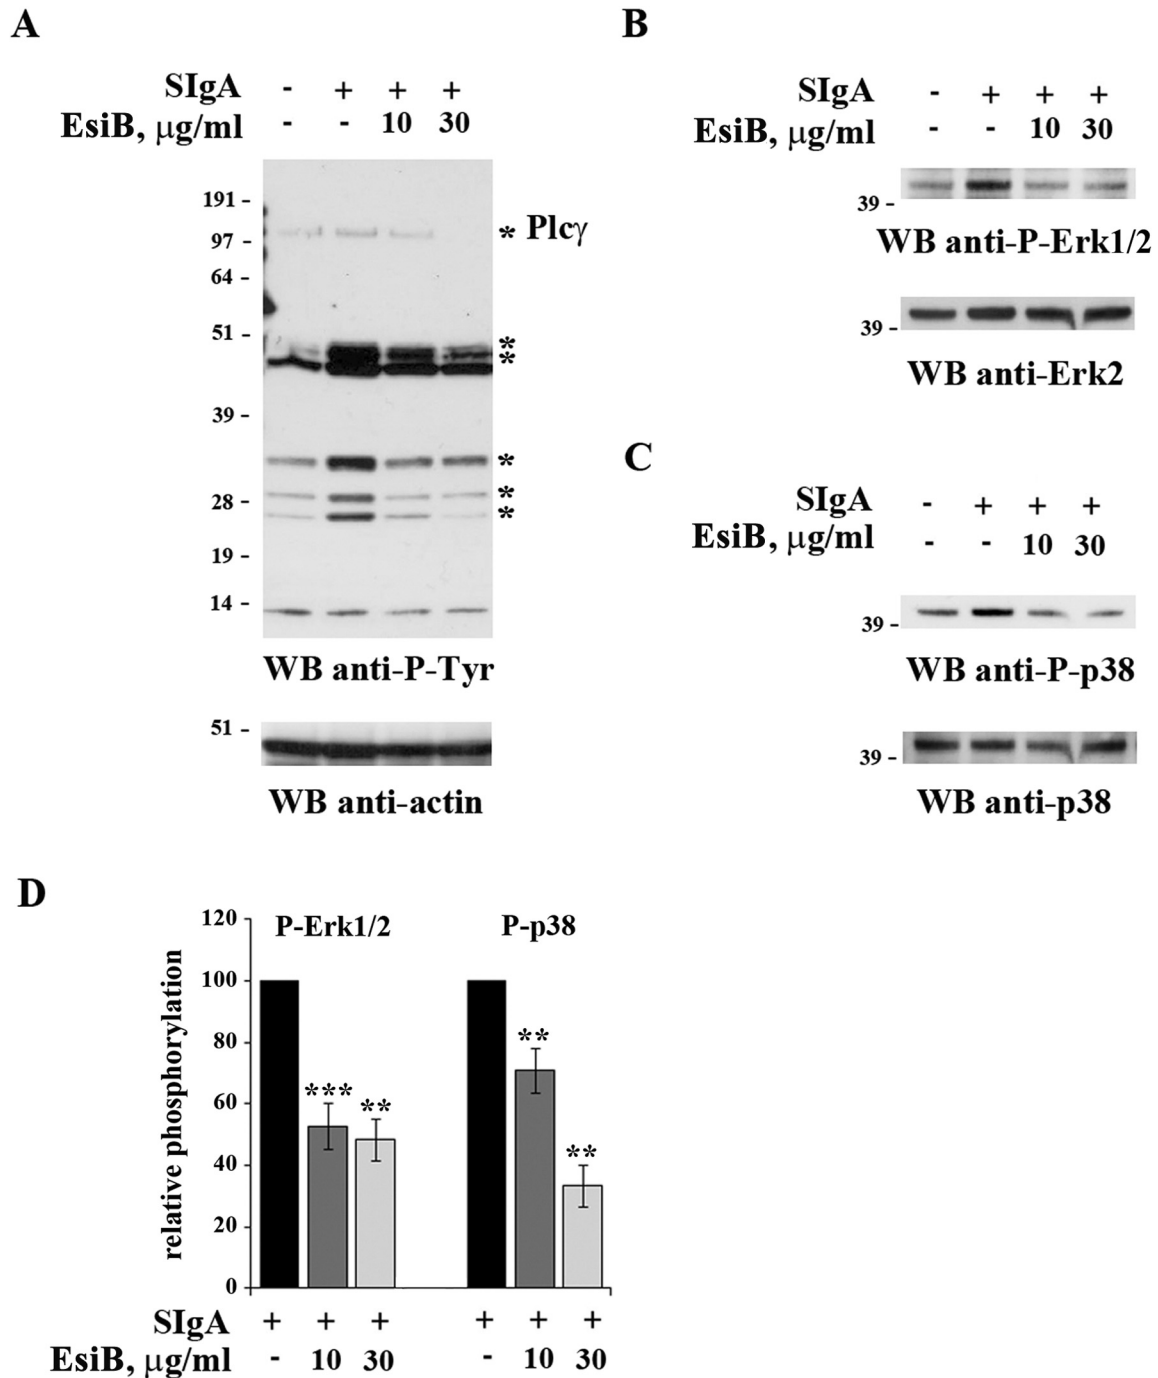 A
SIgA - + + +
EsiB, μg/ml - - 10 30
191 -
97 -
64 -
51 -
39 -
28 -
19 -
14 -
* Plcγ
*
*
*
*
*
WB anti-P-Tyr
51 -
WB anti-actin
B
SIgA - + + +
EsiB, μg/ml - - 10 30
39 -
WB anti-P-Erk1/2
39 -
WB anti-Erk2
C
SIgA - + + +
EsiB, μg/ml - - 10 30
39 -
WB anti-P-p38
39 -
WB anti-p38
D
relative phosphorylation
120
100
80
60
40
20
0
P-Erk1/2 P-p38
*** ** ** **
SIgA + + + + + +
EsiB, μg/ml - 10 30 - 10 30